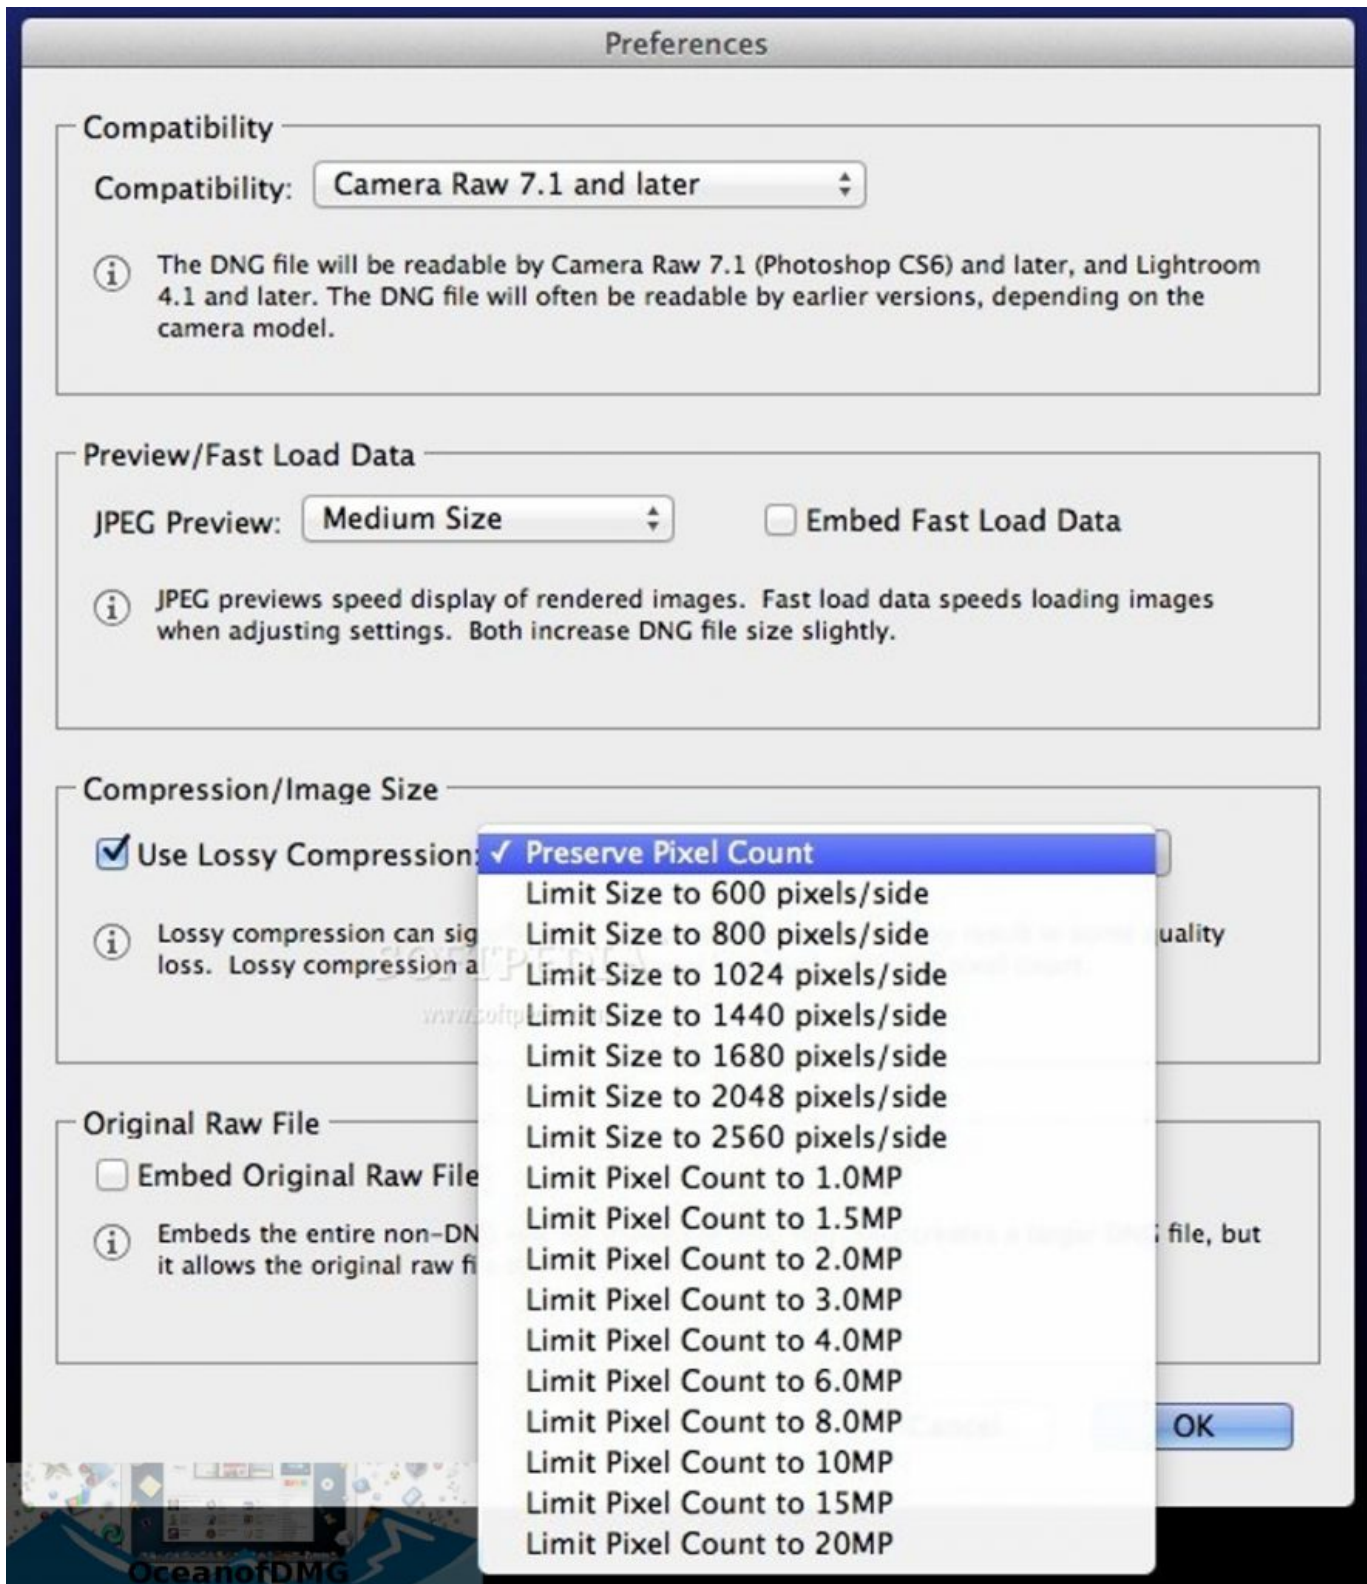 Preferences
Compatibility
Compatibility: Camera Raw 7.1 and later
The DNG file will be readable by Camera Raw 7.1 (Photoshop CS6) and later, and Lightroom
4.1 and later. The DNG file will often be readable by earlier versions, depending on the
camera model.
Preview/Fast Load Data
JPEG Preview: Medium Size Embed Fast Load Data
JPEG previews speed display of rendered images. Fast load data speeds loading images
when adjusting settings. Both increase DNG file size slightly.
Compression/Image Size
Use Lossy Compression: ✓ Preserve Pixel Count
Limit Size to 600 pixels/side
Lossy compression can sig Limit Size to 800 pixels/side uality
loss. Lossy compression a Limit Size to 1024 pixels/side
SOFTPEDIA
Limit Size to 1440 pixels/side
Limit Size to 1680 pixels/side
Limit Size to 2048 pixels/side
Limit Size to 2560 pixels/side
Original Raw File
Embed Original Raw File
Limit Pixel Count to 1.0MP
Limit Pixel Count to 1.5MP
Embeds the entire non-DN file, but
it allows the original raw fi Limit Pixel Count to 2.0MP
Limit Pixel Count to 3.0MP
Limit Pixel Count to 4.0MP
Limit Pixel Count to 6.0MP
Limit Pixel Count to 8.0MP Cancel
OK
Limit Pixel Count to 10MP
Limit Pixel Count to 15MP
Limit Pixel Count to 20MP
OceanofDMG